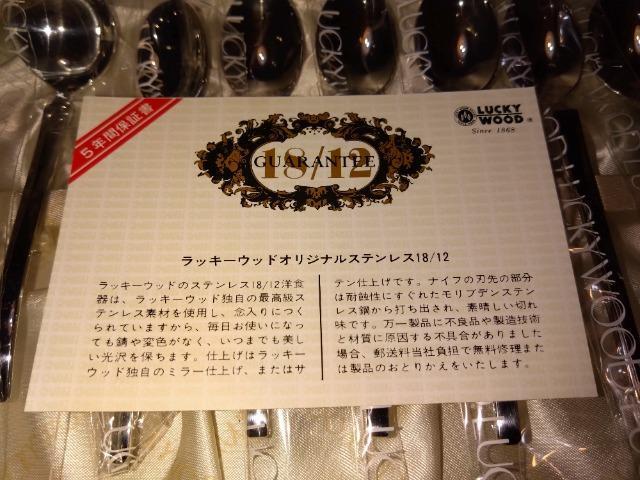 5年間保証書
18/12
GUARANTEE
LUCKY
WOOD
®
Since 1868
ラッキーウッドオリジナルステンレス18/12
ラッキーウッドのステンレス18/12洋食
器は、ラッキーウッド独自の最高級ス
テンレス素材を使用し、念入りにつく
られていますから、毎日お使いになっ
ても錆や変色がなく、いつまでも美し
い光沢を保ちます。仕上げはラッキー
ウッド独自のミラー仕上げ、またはサ
テン仕上げです。ナイフの刃先の部分
は耐蝕性にすぐれたモリブデンステン
レス鋼から打ち出され、素晴しい切れ
味です。万一製品に不良品や製造技術
と材質に原因する不具合がありました
場合、郵送料当社負担で無料修理また
は製品のおとりかえをいたします。
LUCKY
LUCKYW
LUCKY
LUCKY WOOD